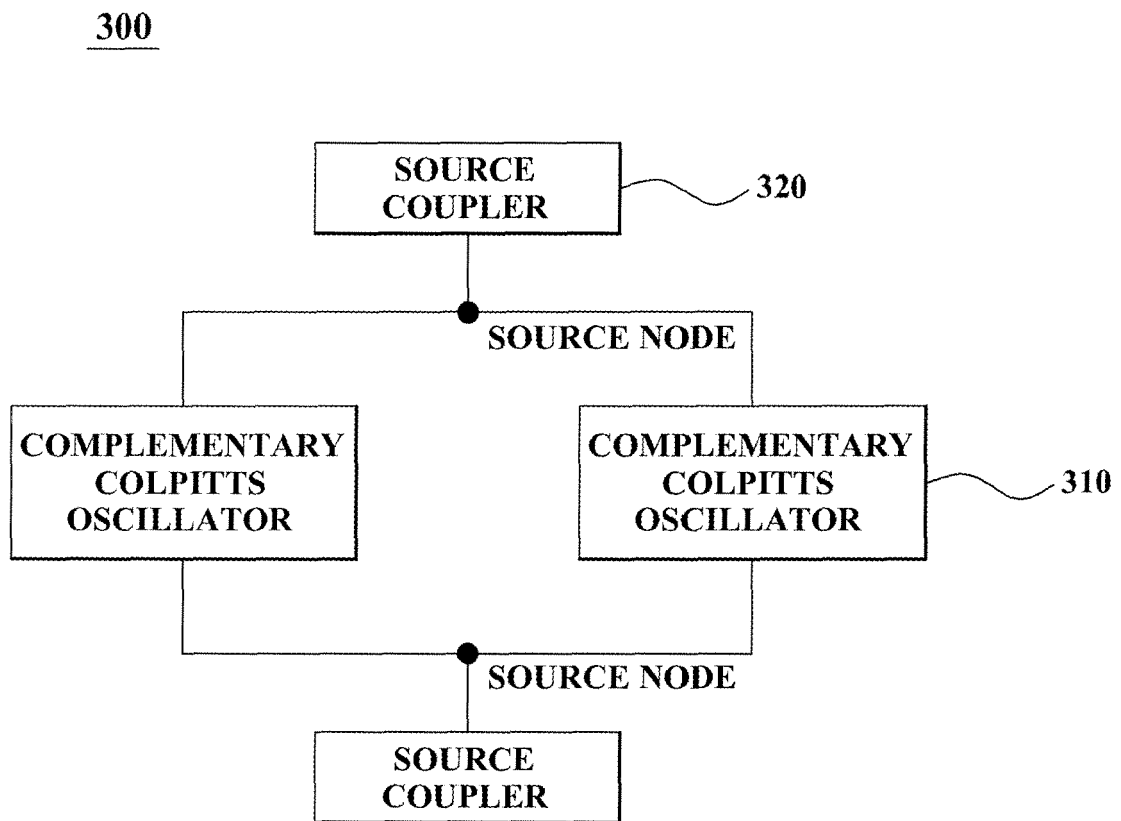 300
SOURCE
COUPLER
320
SOURCE NODE
COMPLEMENTARY
COLPITTS
OSCILLATOR
COMPLEMENTARY
COLPITTS
OSCILLATOR
310
SOURCE NODE
SOURCE
COUPLER